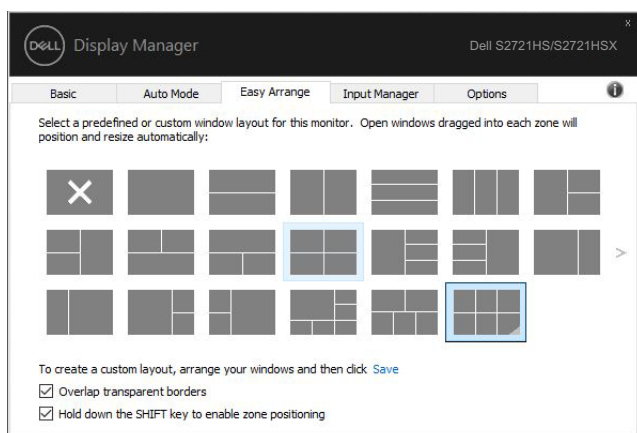 x
DELL Display Manager Dell S2721HS/S2721HSX
Basic Auto Mode Easy Arrange Input Manager Options i
Select a predefined or custom window layout for this monitor. Open windows dragged into each zone will
position and resize automatically:
>
To create a custom layout, arrange your windows and then click Save
Overlap transparent borders
Hold down the SHIFT key to enable zone positioning